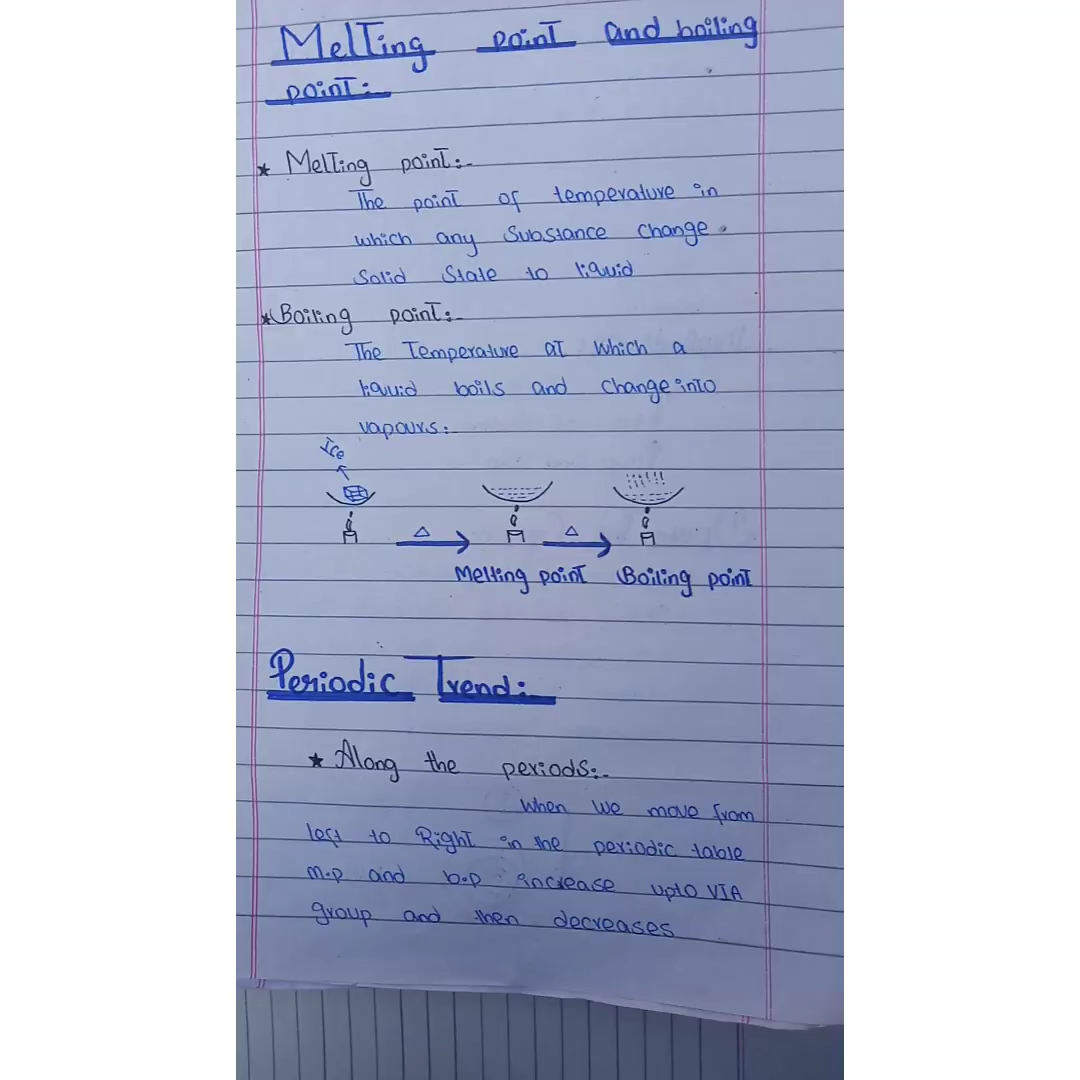 Melting point and boiling
point:-
* Melting point:-
The point of temperature in
which any Substance change
Solid State to liquid
* Boiling point:-
The Temperature at which a
liquid boils and change into
vapours:-
Ice
Δ Δ
Melting point Boiling point
Periodic Trend:-
* Along the periods:-
When we move from
left to Right in the periodic table
m.p and b.p increase upto VIA
group and then decreases